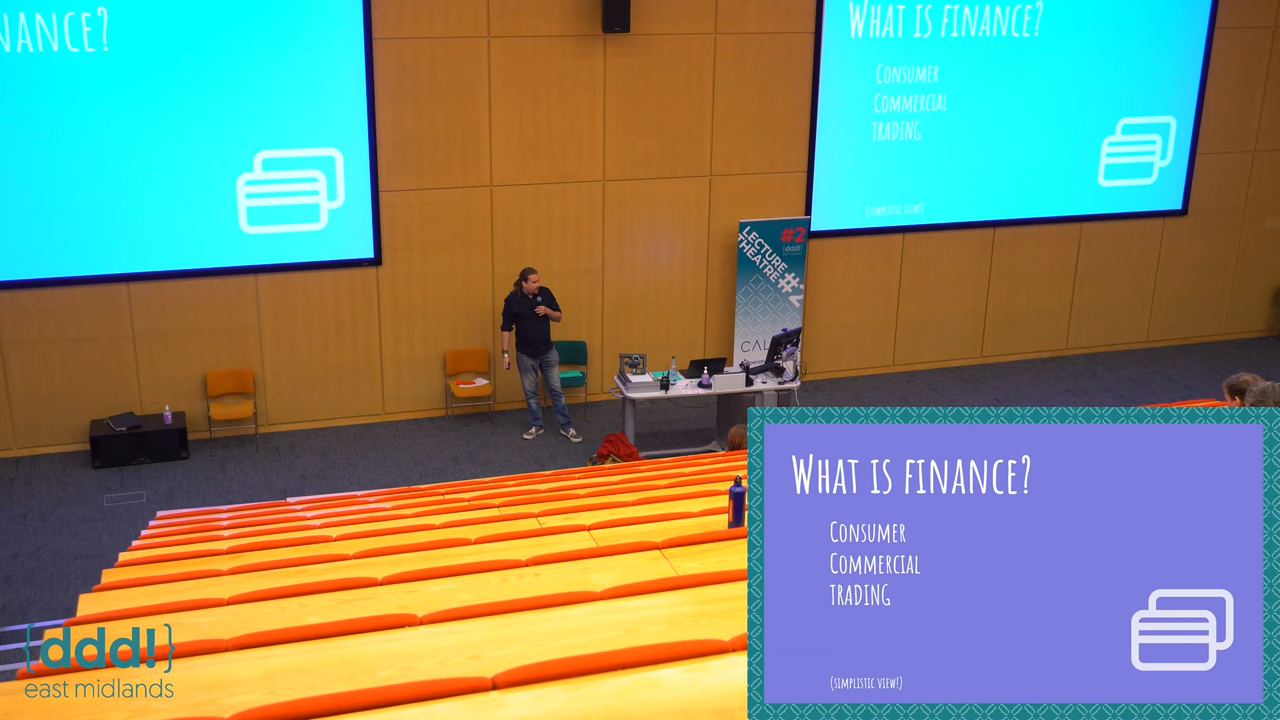 NANCE?
WHAT IS FINANCE?
CONSUMER
COMMERCIAL
TRADING
(SIMPLISTIC VIEW!)
#2
{ddd!}
LECTURE
THEATRE
#2
CAL
WHAT IS FINANCE?
CONSUMER
COMMERCIAL
TRADING
(SIMPLISTIC VIEW!)
{ddd!}
east midlands